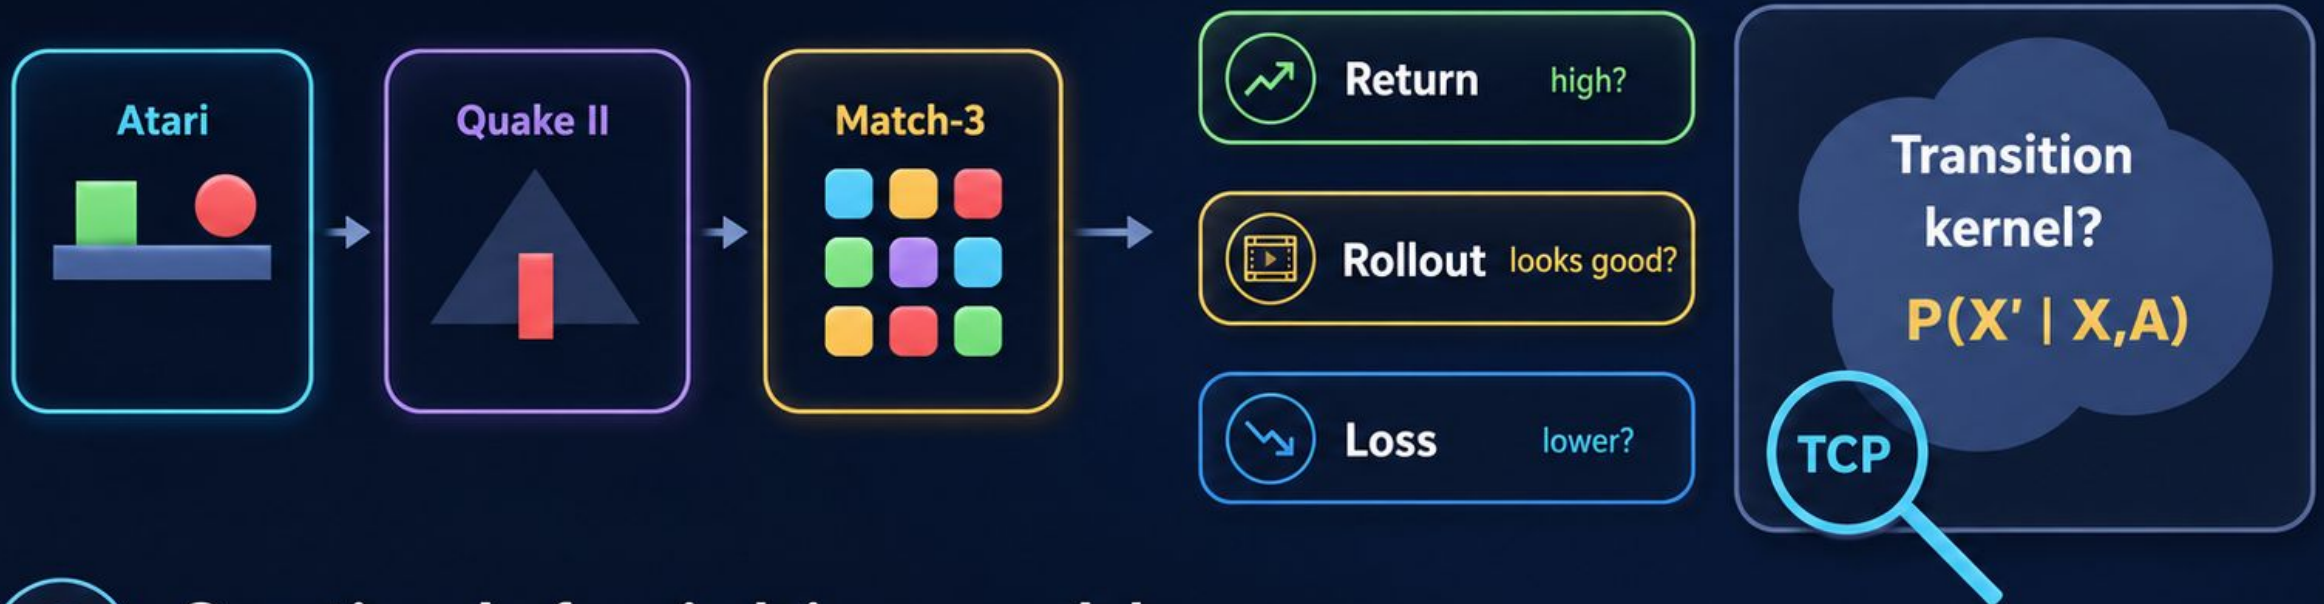 Atari
Quake II
Match-3
Return high?
Rollout looks good?
Loss lower?
Transition
kernel?
P(X′ | X,A)
TCP